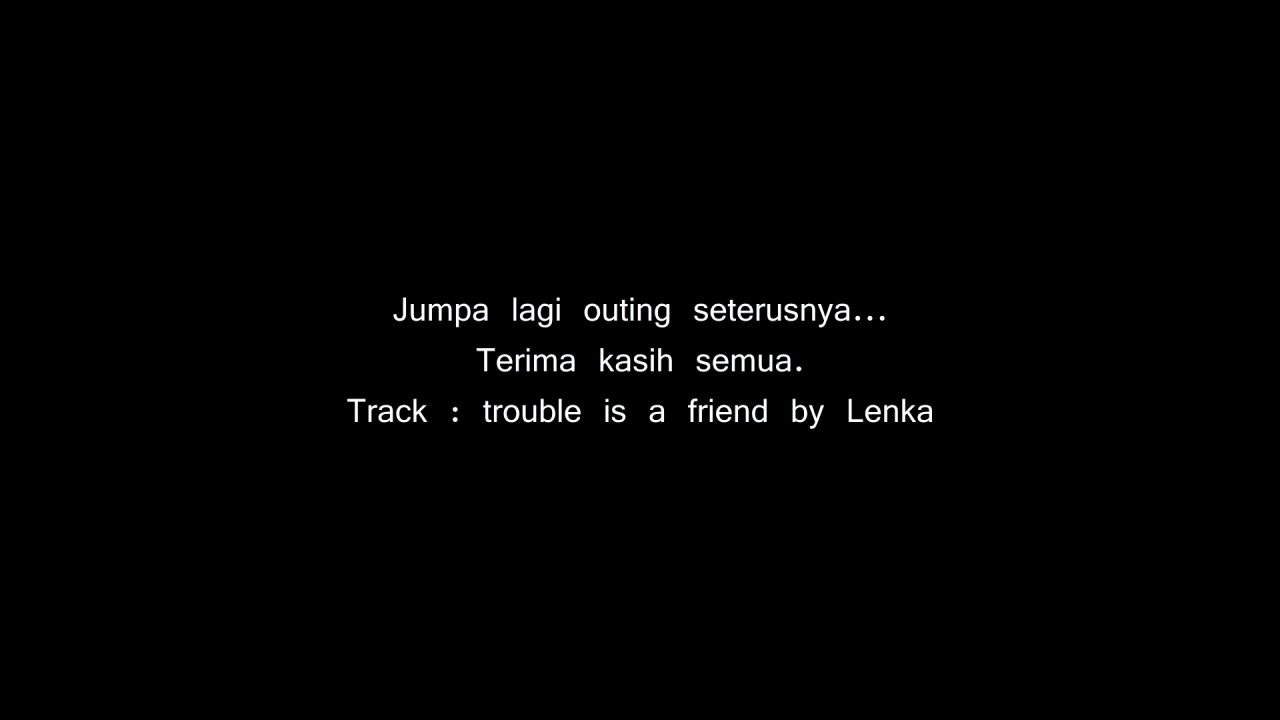 Jumpa lagi outing seterusnya...
Terima kasih semua.
Track : trouble is a friend by Lenka